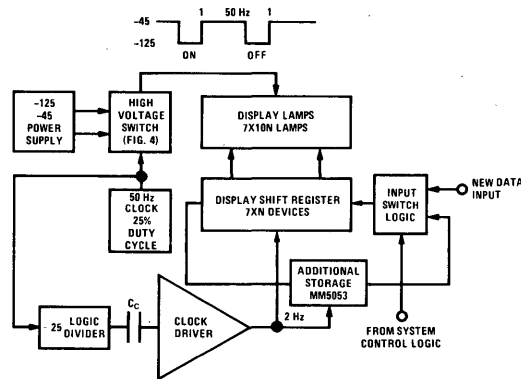 1 50 Hz 1
-45
-125
ON OFF
-125
-45
POWER
SUPPLY
HIGH
VOLTAGE
SWITCH
(FIG. 4)
DISPLAY LAMPS
7X10N LAMPS
50 Hz
CLOCK
25%
DUTY
CYCLE
DISPLAY SHIFT REGISTER
7XN DEVICES
INPUT
SWITCH
LOGIC
NEW DATA
INPUT
ADDITIONAL
STORAGE
MM5053
- 25 LOGIC
DIVIDER
CC
CLOCK
DRIVER
2 Hz
FROM SYSTEM
CONTROL LOGIC